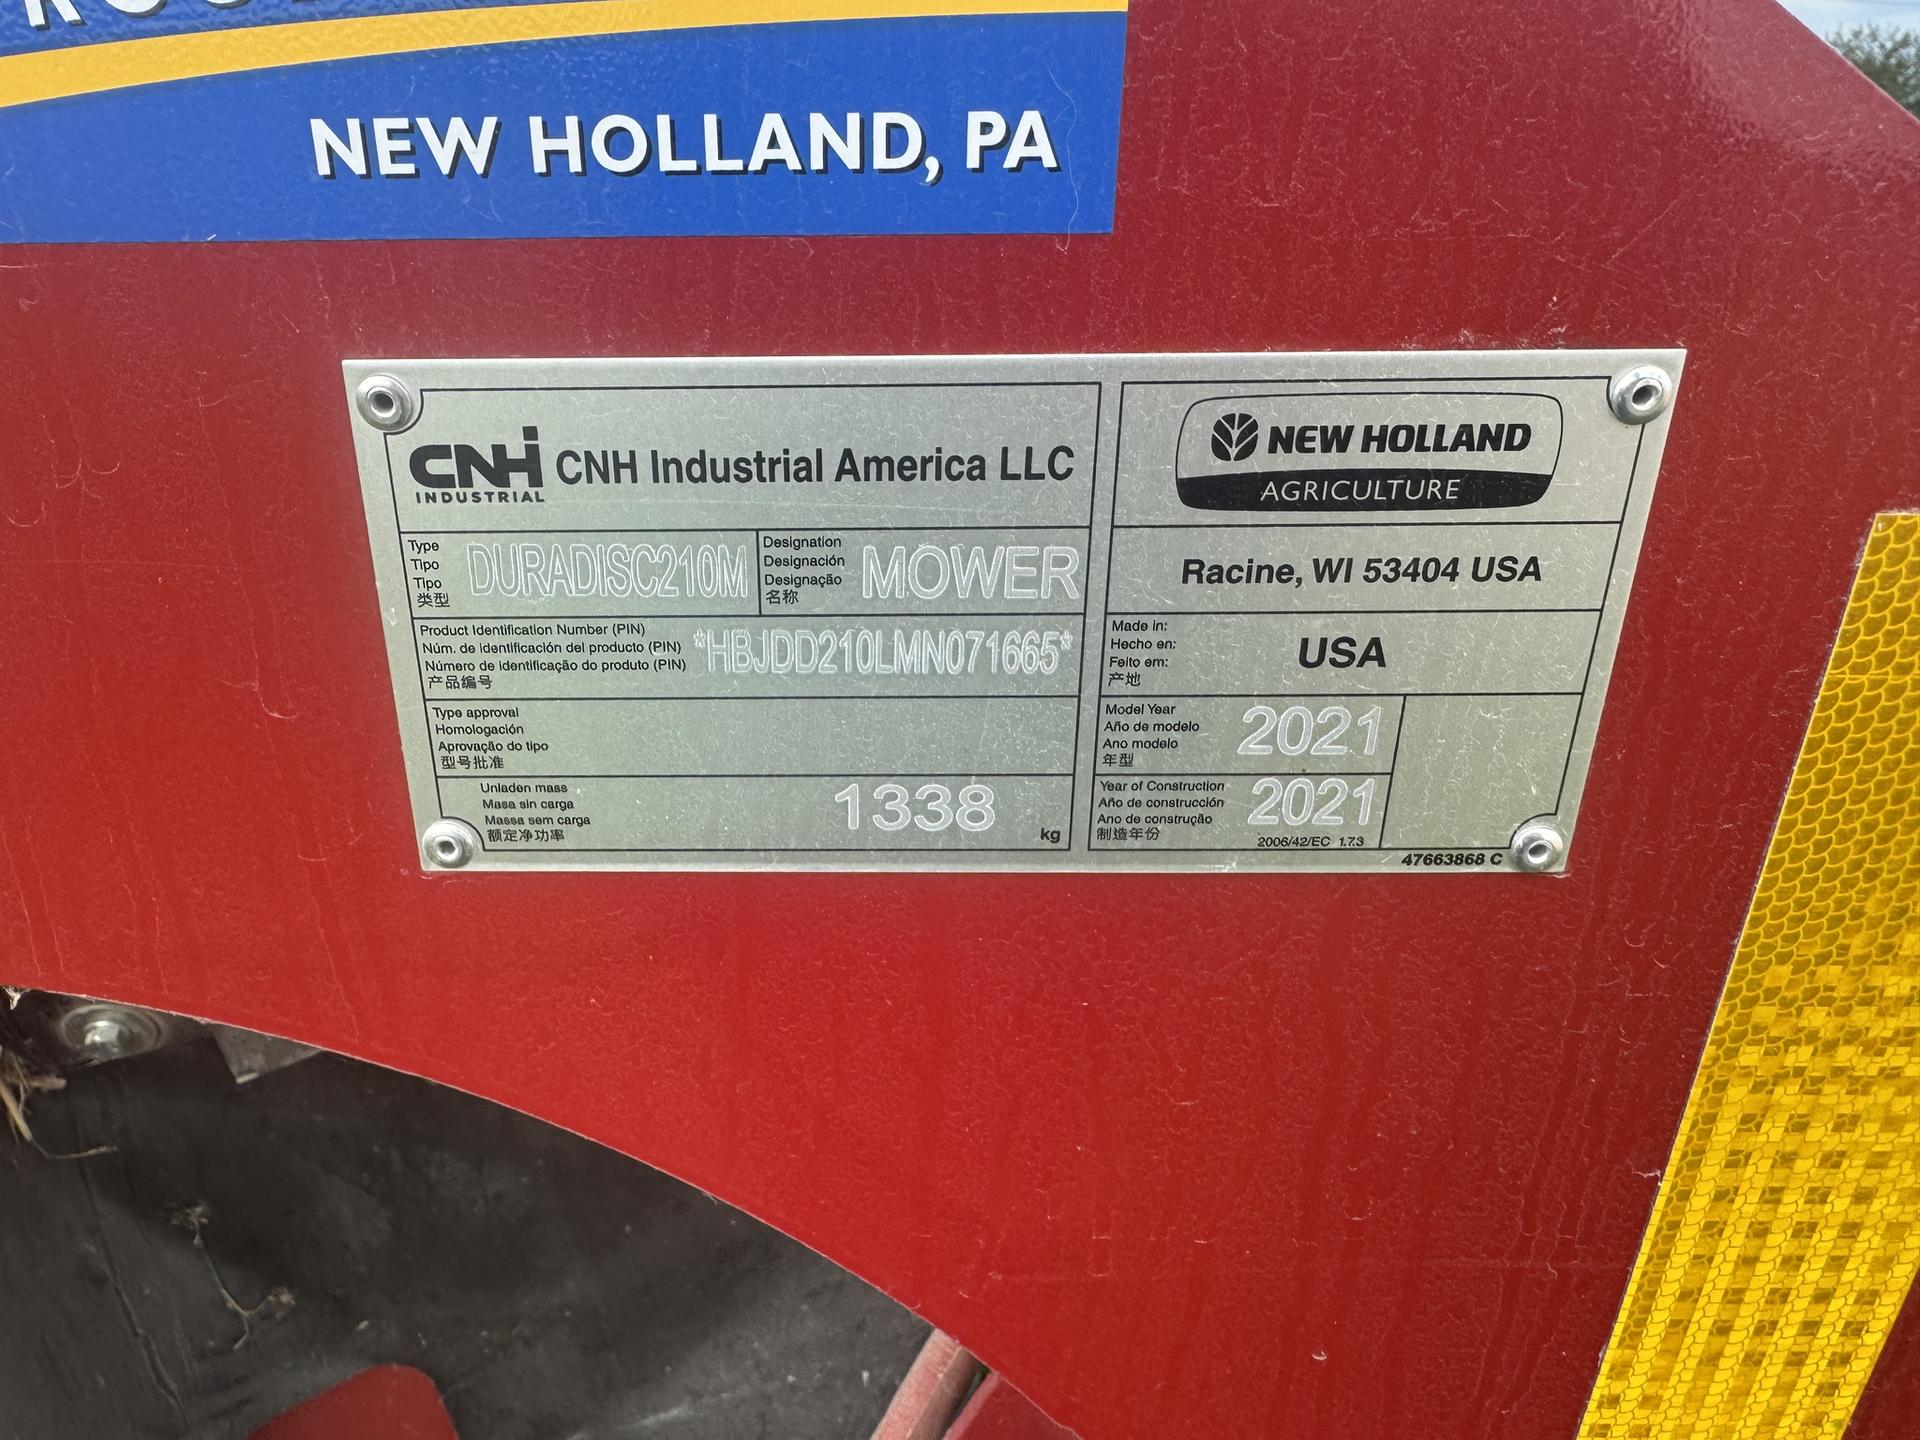 NEW HOLLAND, PA
CNH INDUSTRIAL CNH Industrial America LLC
Type
Tipo
Tipo
类型
DURADISC210M
Designation
Designación
Designação
名称
MOWER
Product Identification Number (PIN)
Núm. de identificación del producto (PIN)
Número de identificação do produto (PIN)
产品编号
*HBJDD210LMN071665*
Type approval
Homologación
Aprovação do tipo
型号批准
Unladen mass
Masa sin carga
Massa sem carga
额定净功率
1338
kg
NEW HOLLAND
AGRICULTURE
Racine, WI 53404 USA
Made in:
Hecho en:
Feito em:
产地
USA
Model Year
Año de modelo
Ano modelo
年型
2021
Year of Construction
Año de construcción
Ano de construção
制造年份
2021
2006/42/EC 1.7.3
47663868 C